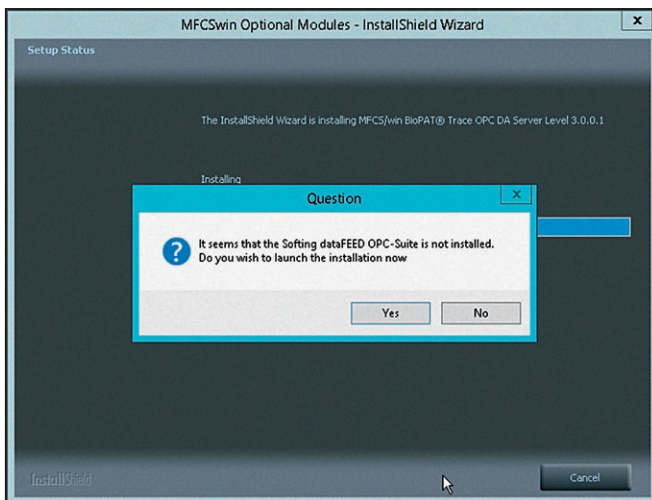 MFCSwin Optional Modules - InstallShield Wizard
x
Setup Status
The InstallShield Wizard is installing MFCS/win BioPAT® Trace OPC DA Server Level 3.0.0.1
Installing
Question
x
?
It seems that the Softing dataFEED OPC-Suite is not installed.
Do you wish to launch the installation now
Yes
No
InstallShield
Cancel